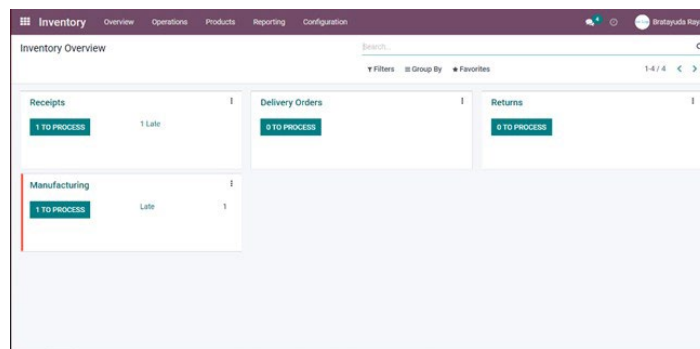 Inventory Overview Operations Products Reporting Configuration 4 Bratayuda Ray
Inventory Overview Search...
Filters Group By Favorites 1-4 / 4
Receipts Delivery Orders Returns
1 TO PROCESS 1 Late 0 TO PROCESS 0 TO PROCESS
Manufacturing
1 TO PROCESS Late 1